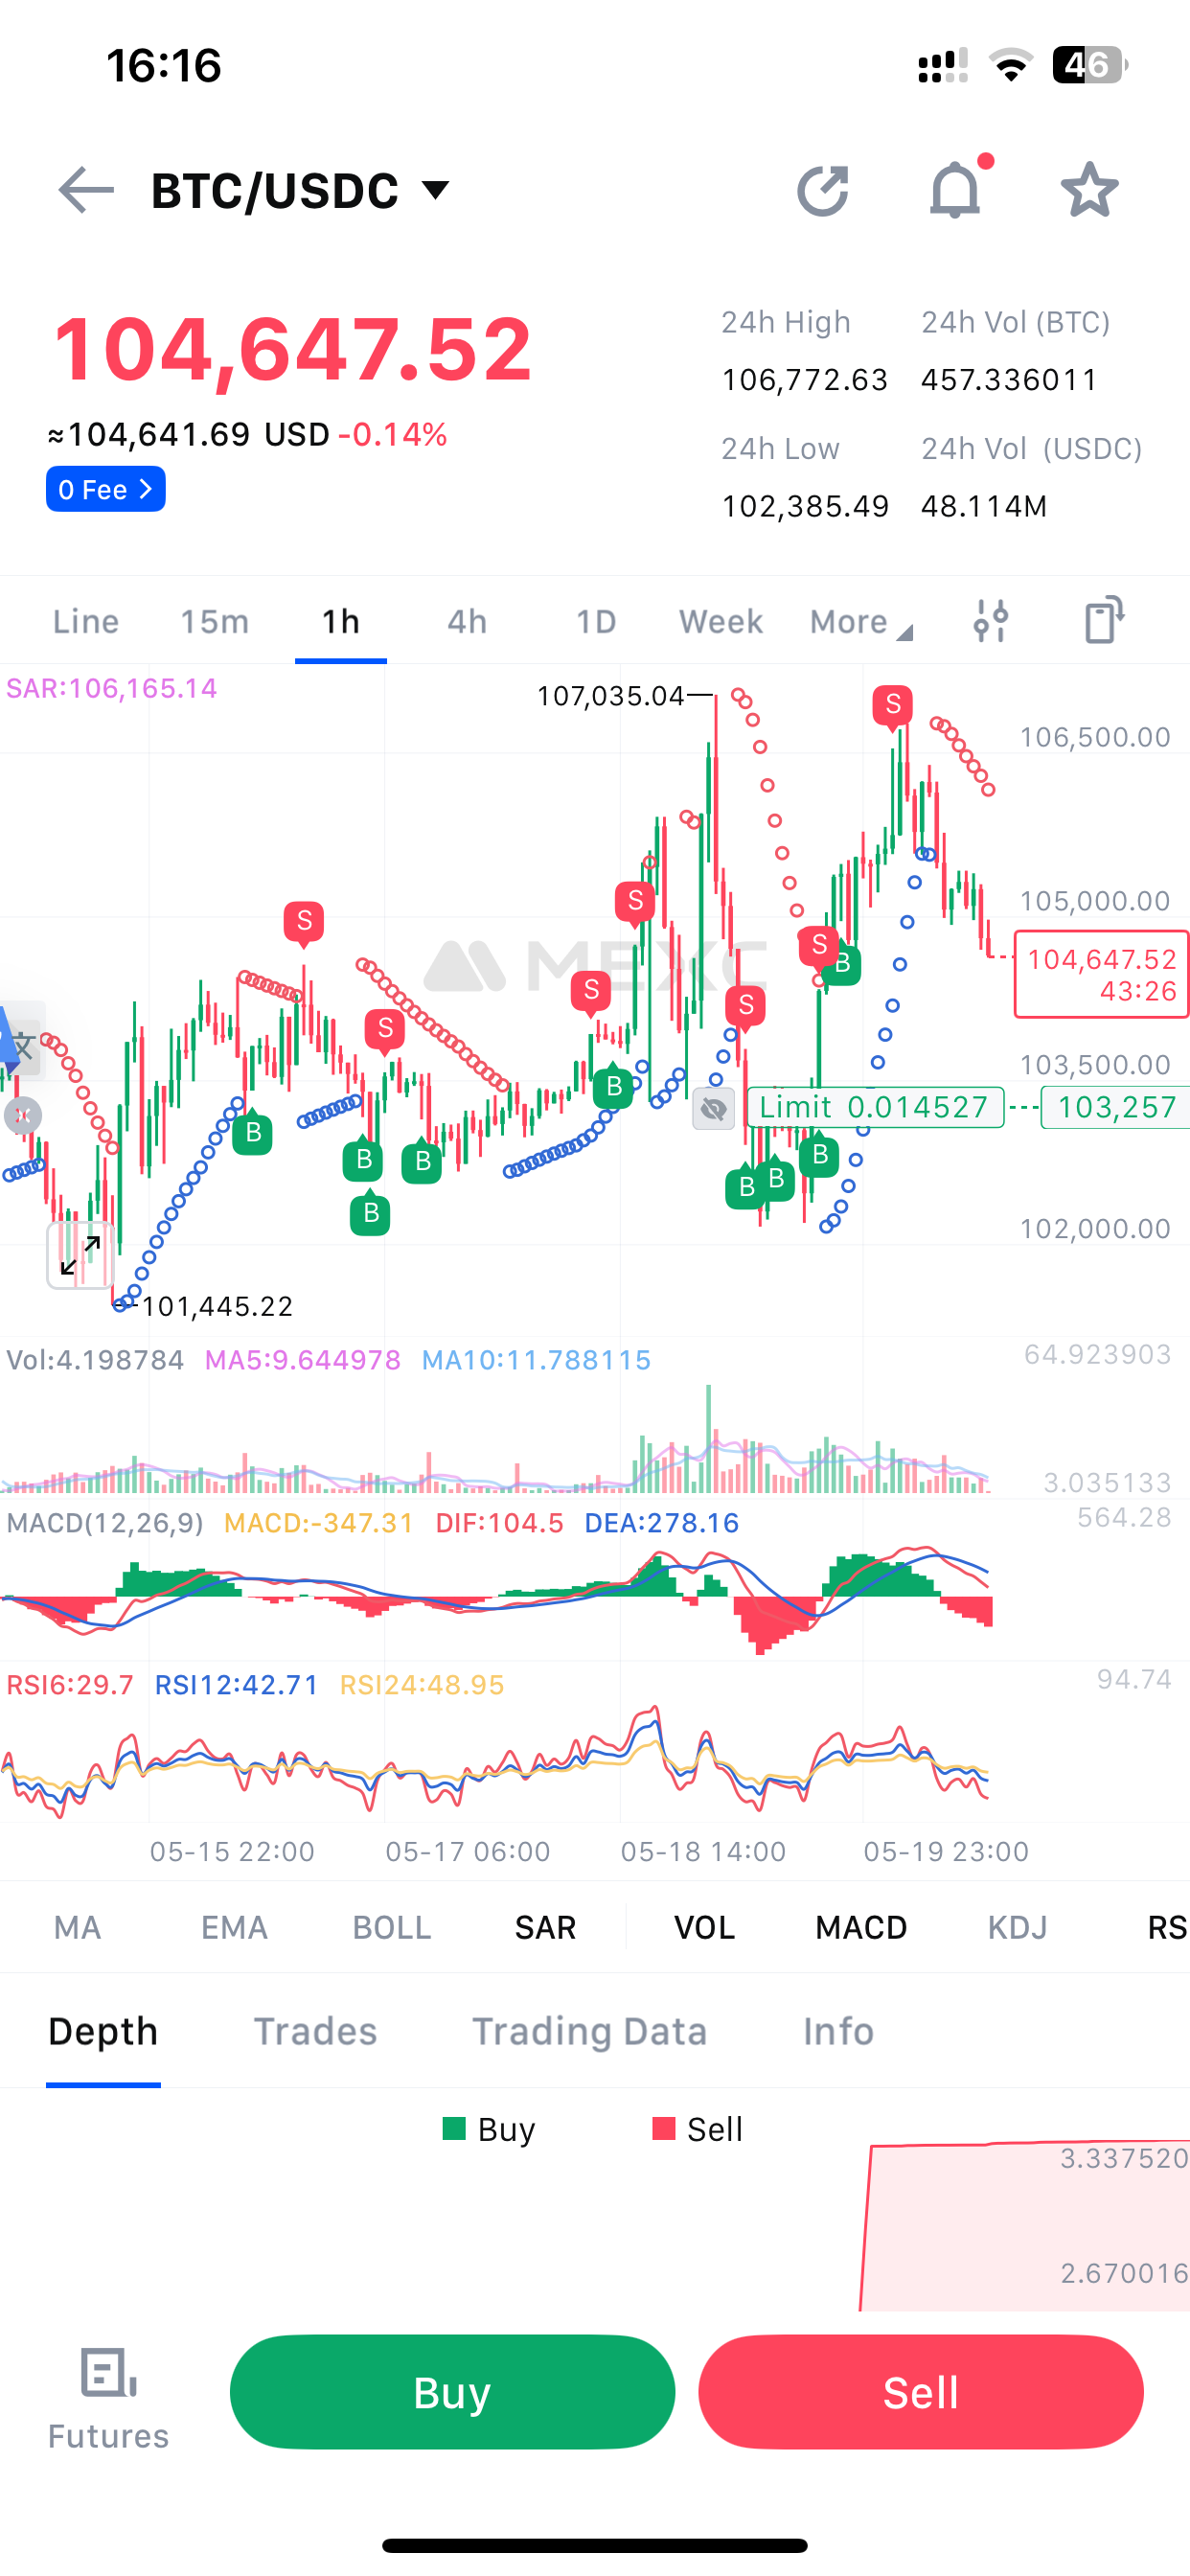 16:16
46
BTC/USDC
104,647.52
≈104,641.69 USD -0.14%
0 Fee
24h High
106,772.63
24h Vol (BTC)
457.336011
24h Low
102,385.49
24h Vol (USDC)
48.114M
Line 15m 1h 4h 1D Week More
SAR:106,165.14
107,035.04
106,500.00
105,000.00
104,647.52
43:26
103,500.00
Limit 0.014527
103,257
102,000.00
101,445.22
MEXC
S
S
S
S
S
S
S
B
B
B
B
B
B
B
B
B
文
Vol:4.198784 MA5:9.644978 MA10:11.788115
64.923903
3.035133
MACD(12,26,9) MACD:-347.31 DIF:104.5 DEA:278.16
564.28
RSI6:29.7 RSI12:42.71 RSI24:48.95
94.74
05-15 22:00 05-17 06:00 05-18 14:00 05-19 23:00
MA EMA BOLL SAR VOL MACD KDJ RS
Depth Trades Trading Data Info
Buy Sell
3.337520
2.670016
Futures
Buy
Sell